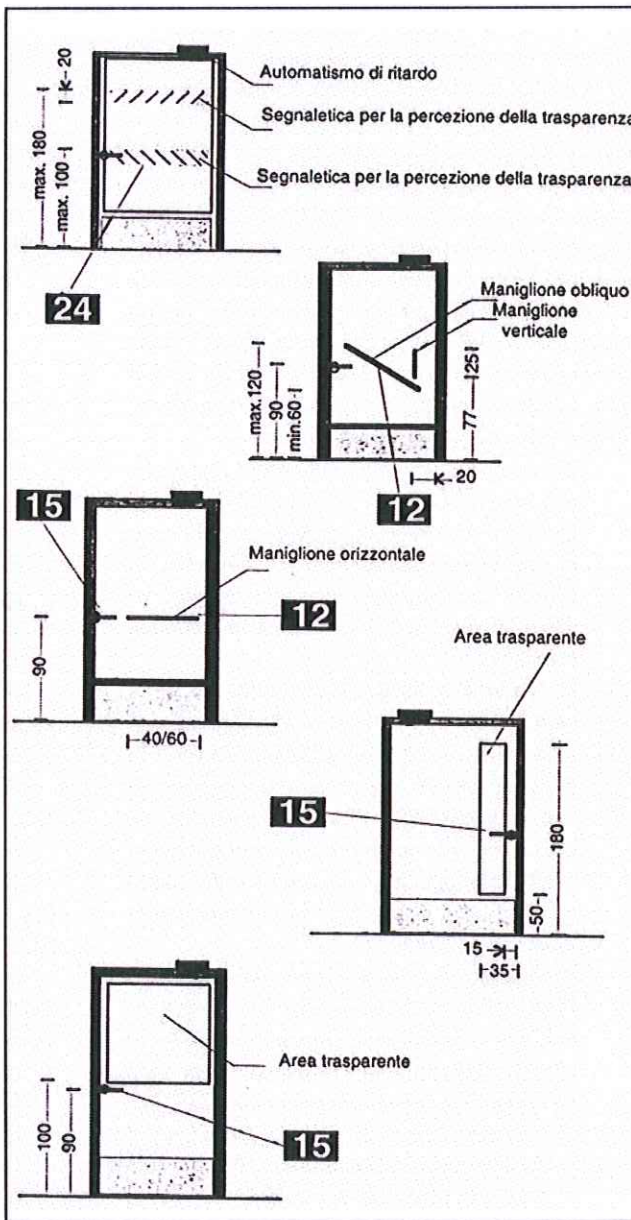 20
Automatismo di ritardo
Segnaletica per la percezione della trasparenza
max. 180
max. 100
Segnaletica per la percezione della trasparenza
24
Maniglione obliquo
Maniglione
verticale
max.120
90
min.60
25
77
20
12
15
Maniglione orizzontale
12
90
40/60
Area trasparente
15
180
50
15
35
Area trasparente
100
90
15